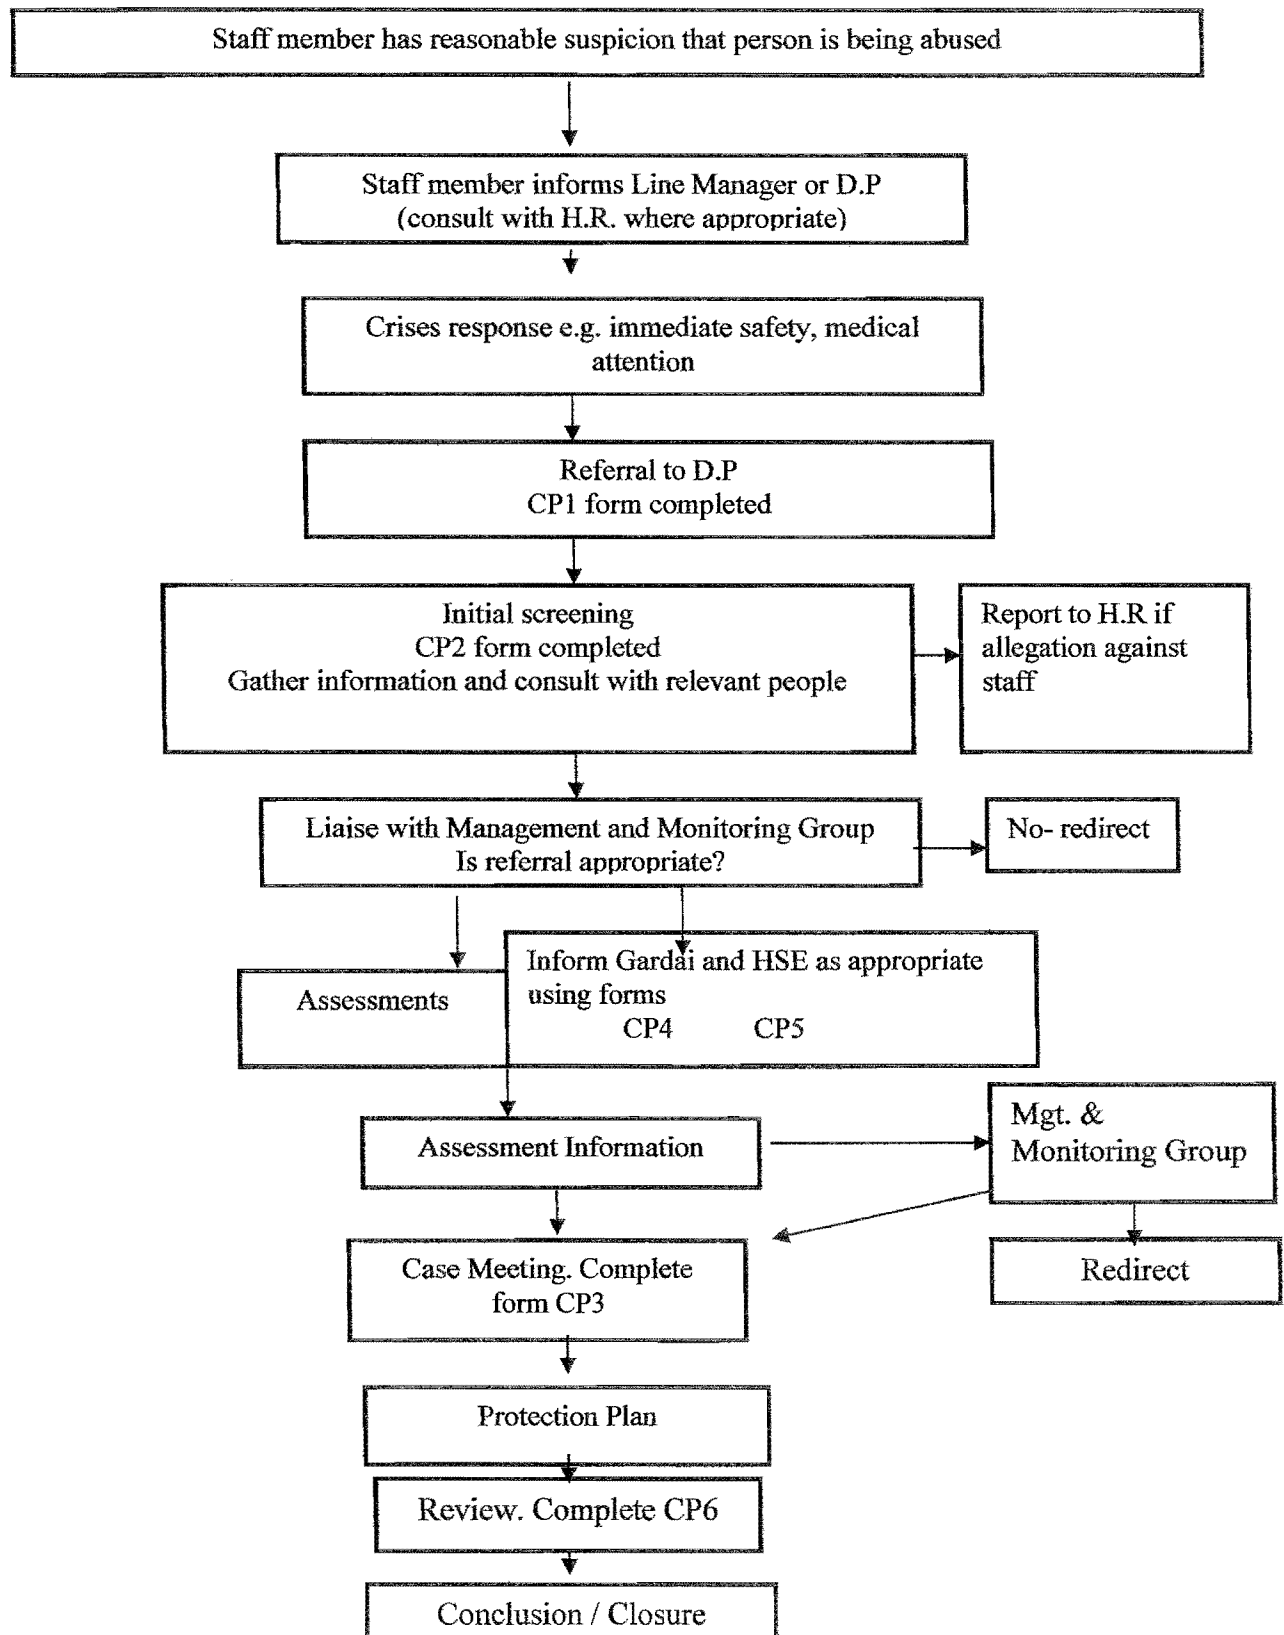 Staff member has reasonable suspicion that person is being abused
Staff member informs Line Manager or D.P
(consult with H.R. where appropriate)
Crises response e.g. immediate safety, medical
attention
Referral to D.P
CP1 form completed
Initial screening
CP2 form completed
Gather information and consult with relevant people
Report to H.R if
allegation against
staff
Liaise with Management and Monitoring Group
Is referral appropriate?
No- redirect
Assessments
Inform Gardai and HSE as appropriate
using forms
CP4 CP5
Assessment Information
Mgt. &
Monitoring Group
Redirect
Case Meeting. Complete
form CP3
Protection Plan
Review. Complete CP6
Conclusion / Closure